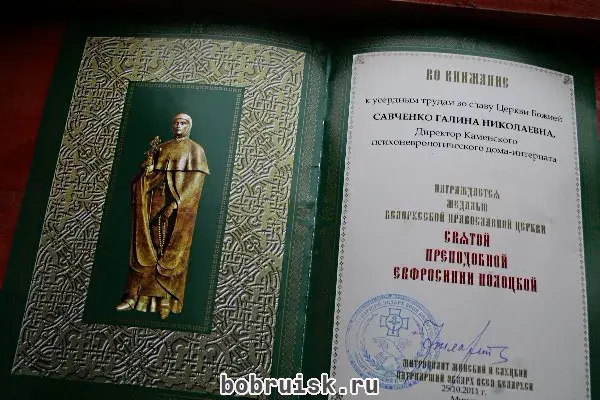 ВО ВНИМАНИЕ
к усердным трудам во славу Церкви Божией
САВЧЕНКО ГАЛИНА НИКОЛАЕВНА,
Директор Каменского
психоневрологического дома-интерната
НАГРАЖДАЕТСЯ
МЕДАЛЬЮ
БЕЛОРУССКОЙ ПРАВОСЛАВНОЙ ЦЕРКВИ
СВЯТОЙ
ПРЕПОДОБНОЙ
ЕВФРОСИНИИ ПОЛОЦКОЙ
МИТРОПОЛИТ МИНСКИЙ И СЛУЦКИЙ
ПАТРИАРШИЙ ЭКЗАРХ ВСЕЯ БЕЛАРУСИ
25/10.2011 г.
bobruisk.ru